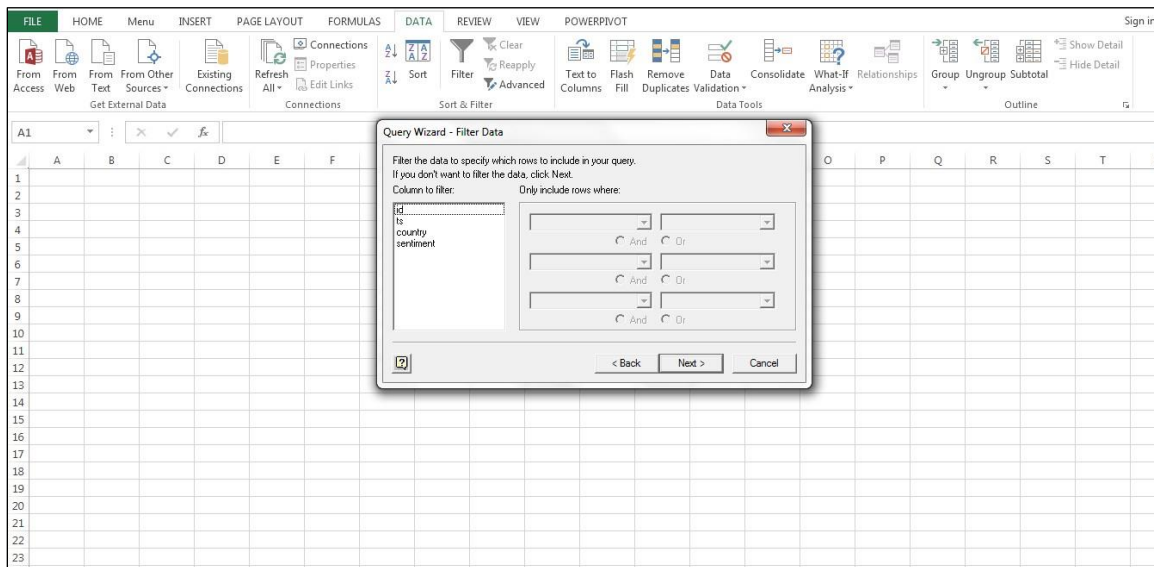 FILE HOME Menu INSERT PAGE LAYOUT FORMULAS DATA REVIEW VIEW POWERPIVOT Sign in
From Access
From Web
From Text
From Other Sources
Existing Connections
Get External Data
Refresh All
Connections
Properties
Edit Links
Connections
Sort
Filter
Clear
Reapply
Advanced
Sort & Filter
Text to Columns
Flash Fill
Remove Duplicates
Data Validation
Consolidate
What-If Analysis
Relationships
Data Tools
Group
Ungroup
Subtotal
Show Detail
Hide Detail
Outline
A1 fx
A B C D E F O P Q R S T
1
2
3
4
5
6
7
8
9
10
11
12
13
14
15
16
17
18
19
20
21
22
23
Query Wizard - Filter Data
Filter the data to specify which rows to include in your query.
If you don't want to filter the data, click Next.
Column to filter: Only include rows where:
id
ts
country
sentiment
And Or
And Or
And Or
< Back Next > Cancel